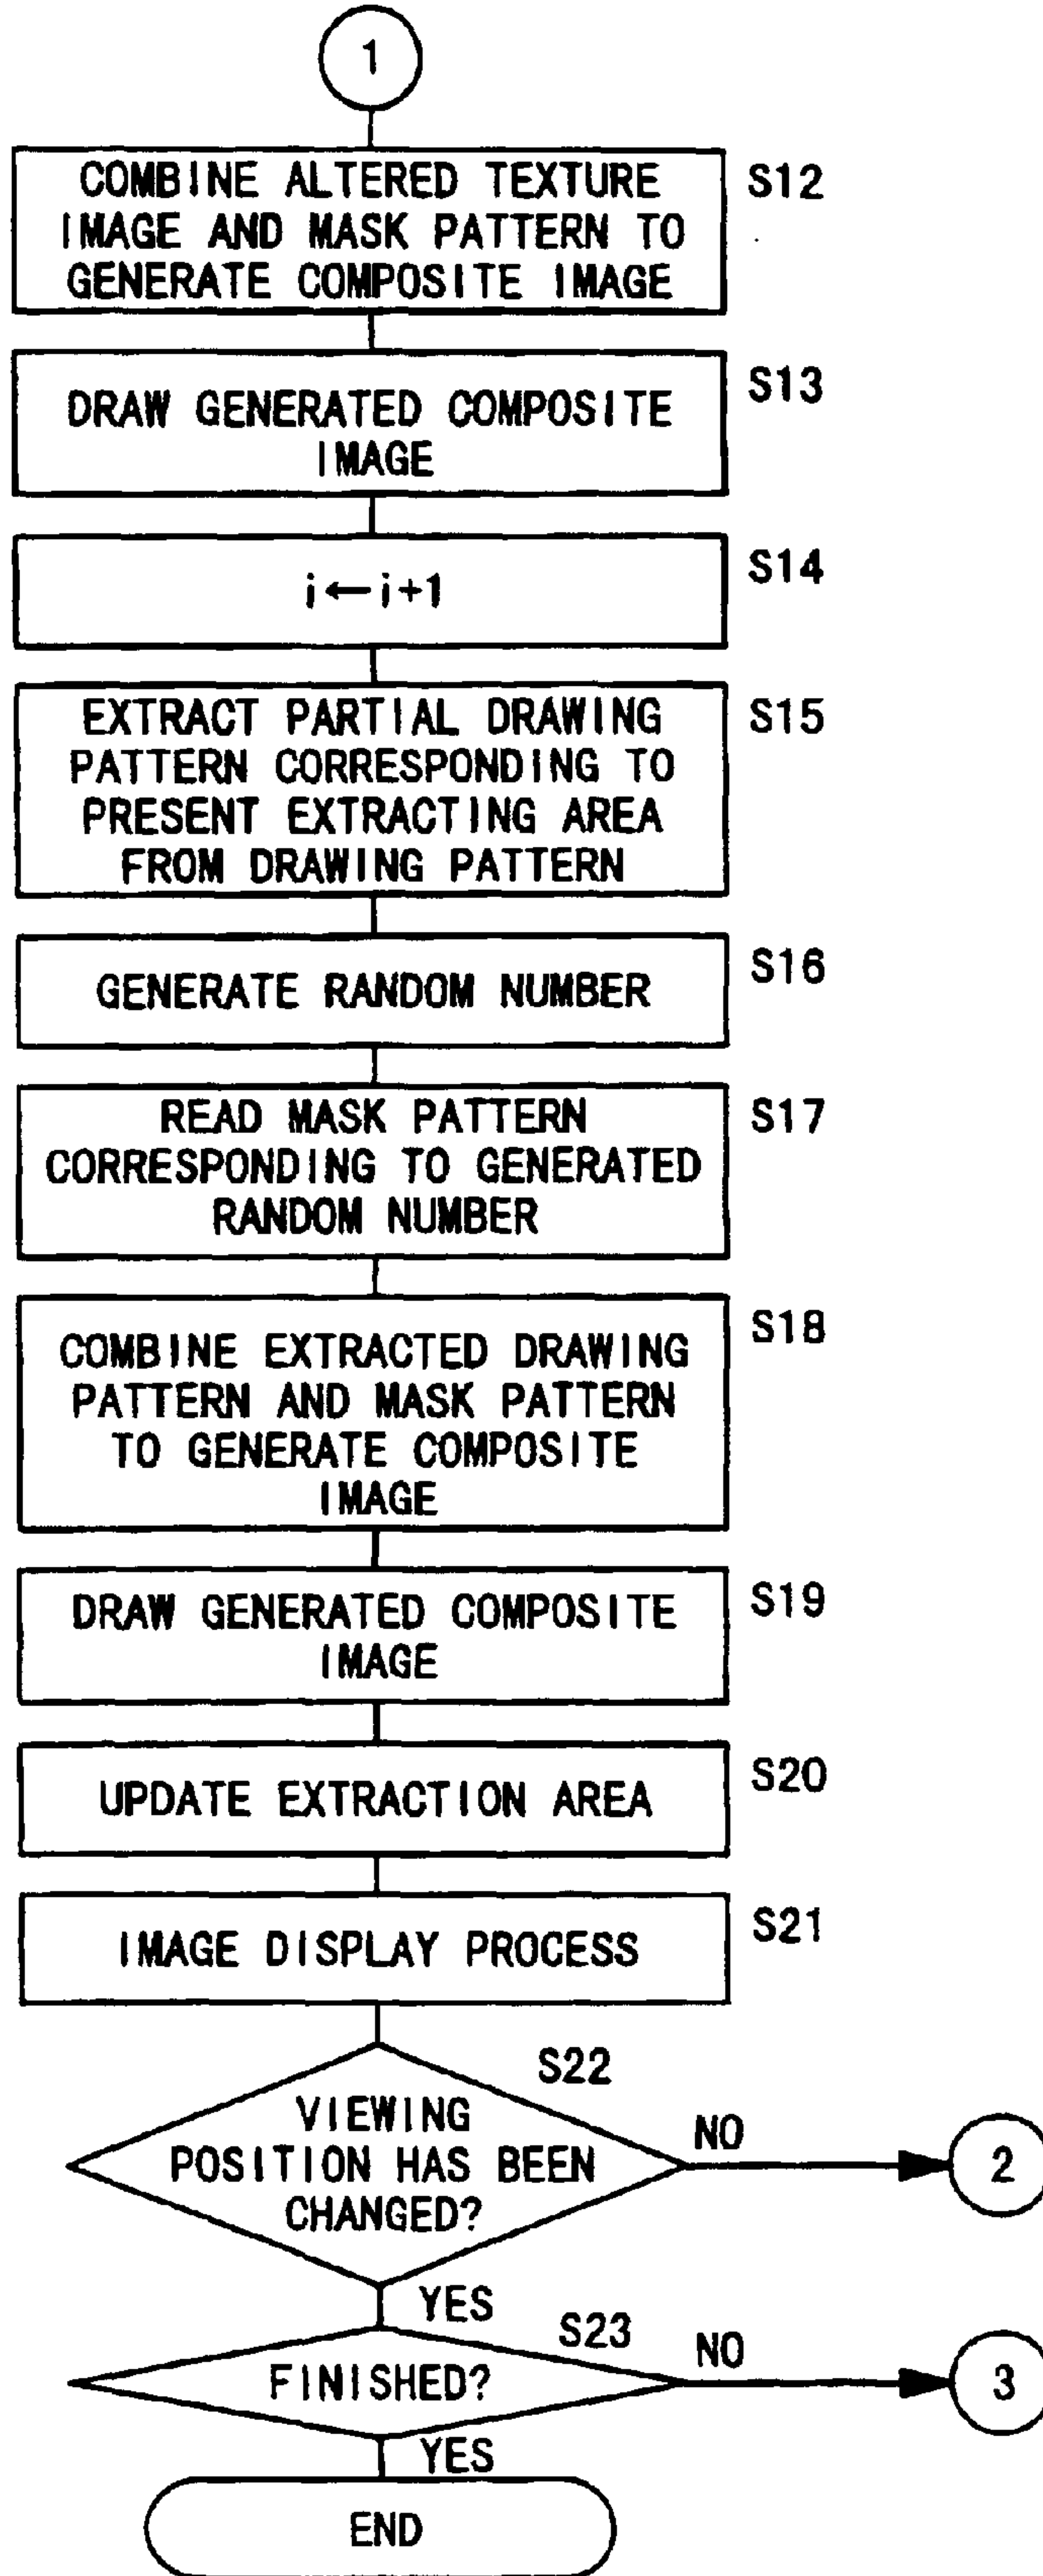 1
COMBINE ALTERED TEXTURE
IMAGE AND MASK PATTERN TO
GENERATE COMPOSITE IMAGE
S12
DRAW GENERATED COMPOSITE
IMAGE
S13
i←i+1
S14
EXTRACT PARTIAL DRAWING
PATTERN CORRESPONDING TO
PRESENT EXTRACTING AREA
FROM DRAWING PATTERN
S15
GENERATE RANDOM NUMBER
S16
READ MASK PATTERN
CORRESPONDING TO GENERATED
RANDOM NUMBER
S17
COMBINE EXTRACTED DRAWING
PATTERN AND MASK PATTERN
TO GENERATE COMPOSITE
IMAGE
S18
DRAW GENERATED COMPOSITE
IMAGE
S19
UPDATE EXTRACTION AREA
S20
IMAGE DISPLAY PROCESS
S21
S22
VIEWING
POSITION HAS BEEN
CHANGED?
NO
2
YES
S23
FINISHED?
NO
3
YES
END